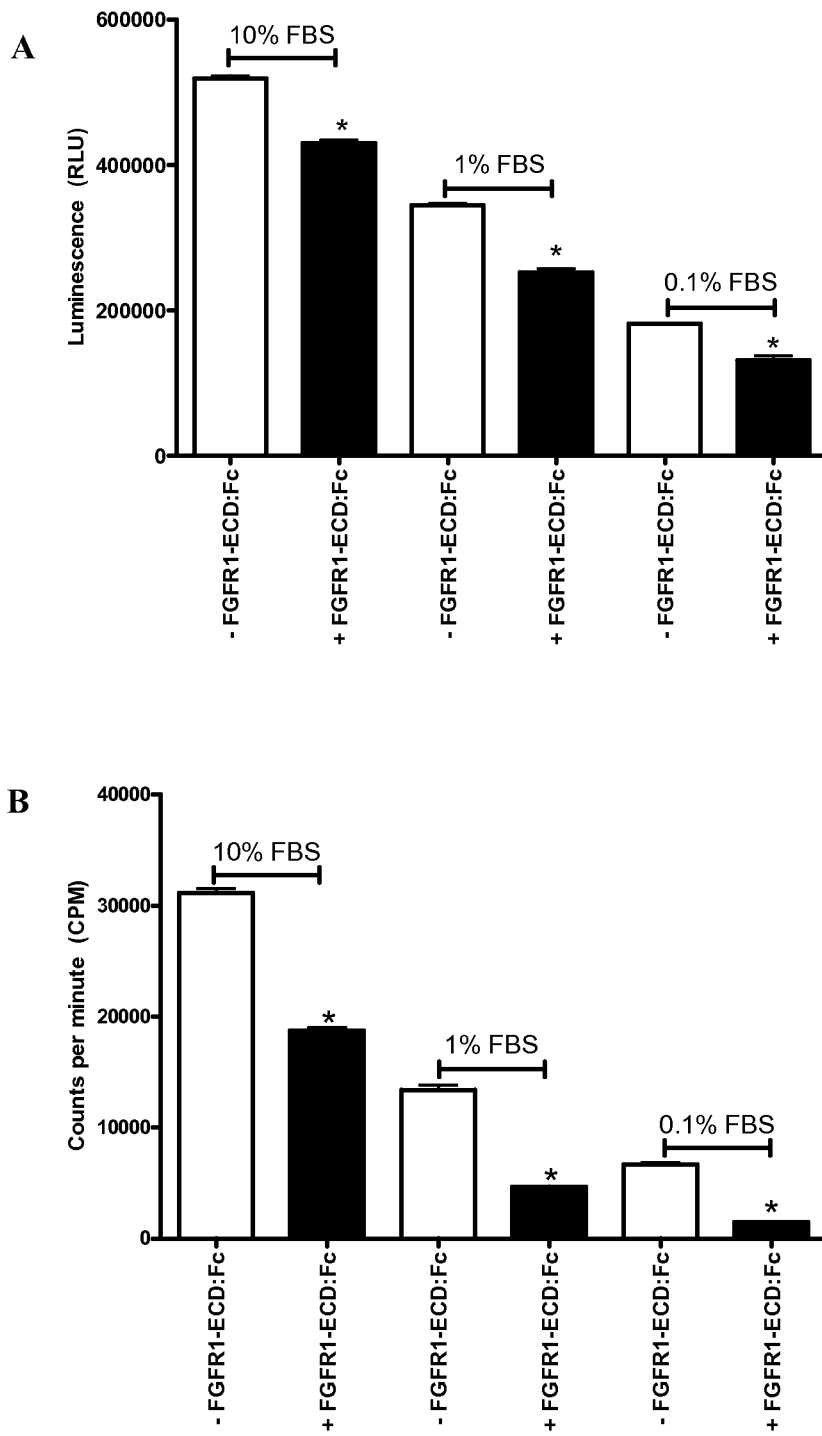 A
600000
400000
200000
0
Luminescence (RLU)
10% FBS
*
1% FBS
*
0.1% FBS
*
- FGFR1-ECD:Fc
+ FGFR1-ECD:Fc
- FGFR1-ECD:Fc
+ FGFR1-ECD:Fc
- FGFR1-ECD:Fc
+ FGFR1-ECD:Fc
B
40000
30000
20000
10000
0
Counts per minute (CPM)
10% FBS
*
1% FBS
*
0.1% FBS
*
- FGFR1-ECD:Fc
+ FGFR1-ECD:Fc
- FGFR1-ECD:Fc
+ FGFR1-ECD:Fc
- FGFR1-ECD:Fc
+ FGFR1-ECD:Fc